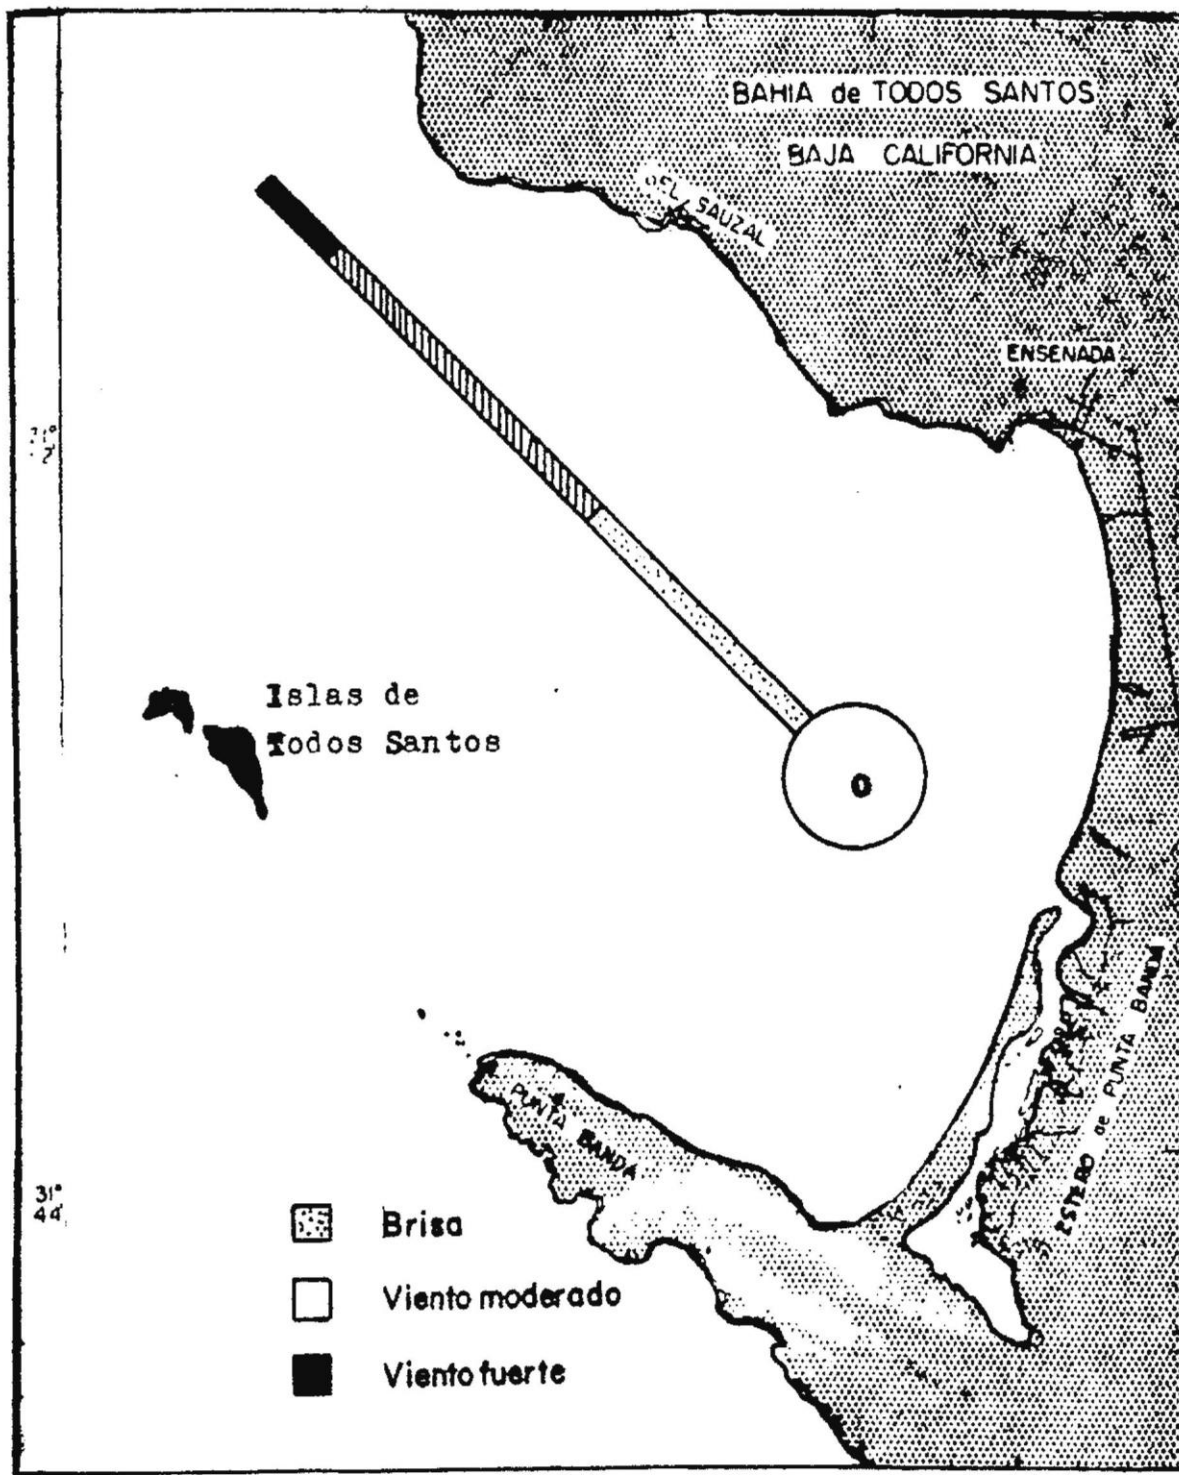 BAHIA de TODOS SANTOS
BAJA CALIFORNIA
SAUZAL
ENSENADA
Islas de
Todos Santos
O
PUNTA BANDA
ESTERO de PUNTA BANDA
31°
44'
Brisa
Viento moderado
Viento fuerte